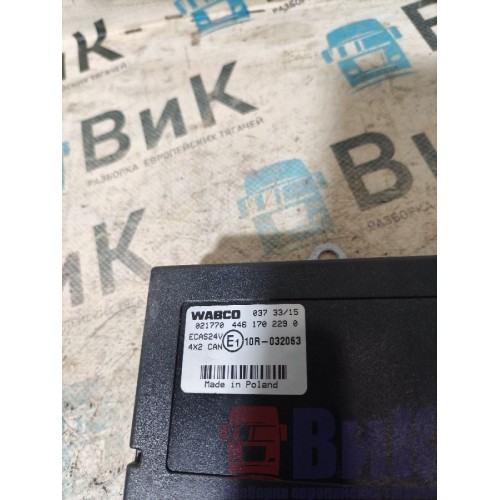 ВиК
РАЗБОРКА ЕВРОПЕЙСКИХ ТЯГАЧЕЙ
ВиК
РАЗБОРКА
ВиК
WABCO 037 33/15
021770 446 170 229 0
ECAS24V
4X2 CAN E1 10R-032063
Made in Poland
ВиК